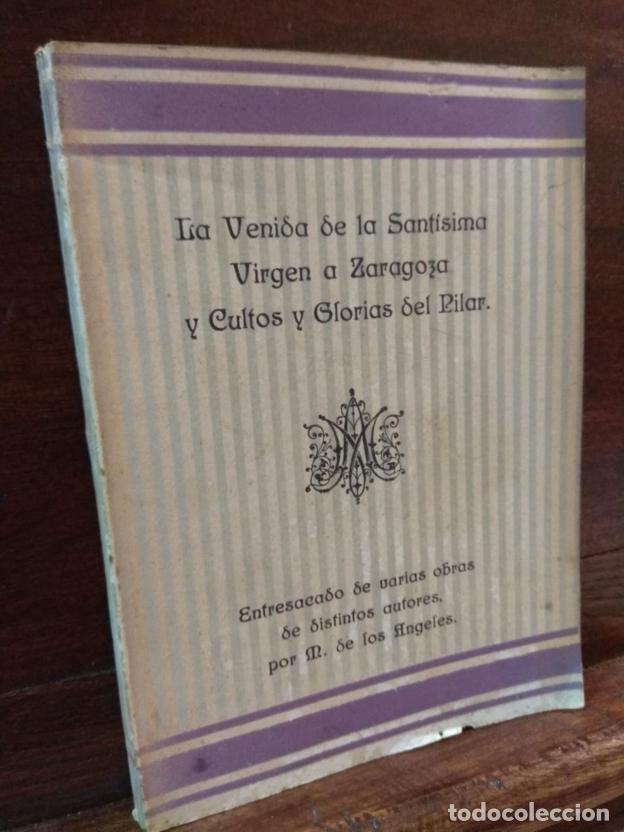 La Venida de la Santísima
Virgen a Zaragoza
y Cultos y Glorias del Pilar.
Entresacado de varias obras
de distintos autores,
por M. de los Angeles.
todocoleccion